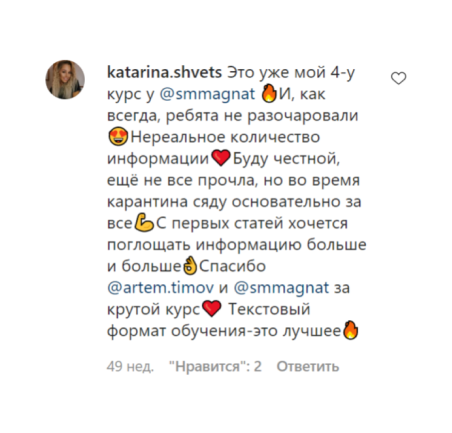 katarina.shvets Это уже мой 4-у
курс у @smmagnat 🔥И, как
всегда, ребята не разочаровали
😍Нереальное количество
информации❤️Буду честной,
ещё не все прочла, но во время
карантина сяду основательно за
все💪С первых статей хочется
поглощать информацию больше
и больше👌Спасибо
@artem.timov и @smmagnat за
крутой курс❤️ Текстовый
формат обучения-это лучшее🔥
49 нед. "Нравится": 2 Ответить